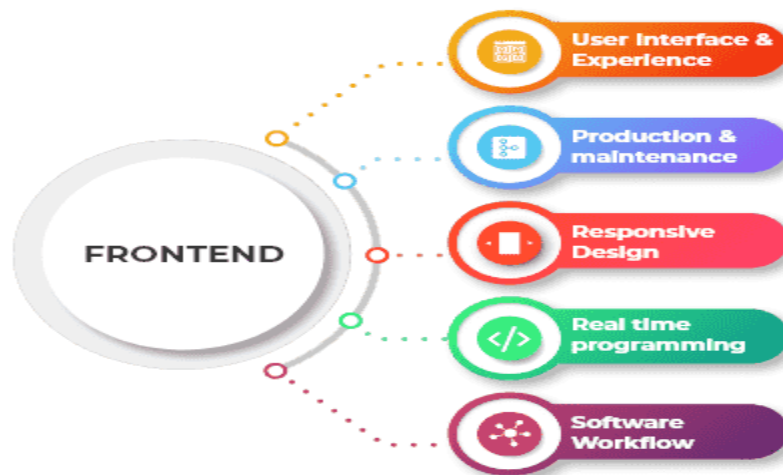 FRONTEND
User Interface &
Experience
Production &
maintenance
Responsive
Design
Real time
programming
</>
Software
Workflow